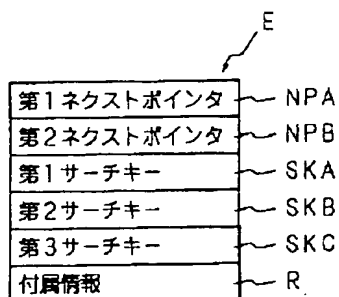 E
第1ネクストポインタ NPA
第2ネクストポインタ NPB
第1サーチキー SKA
第2サーチキー SKB
第3サーチキー SKC
付属情報 R